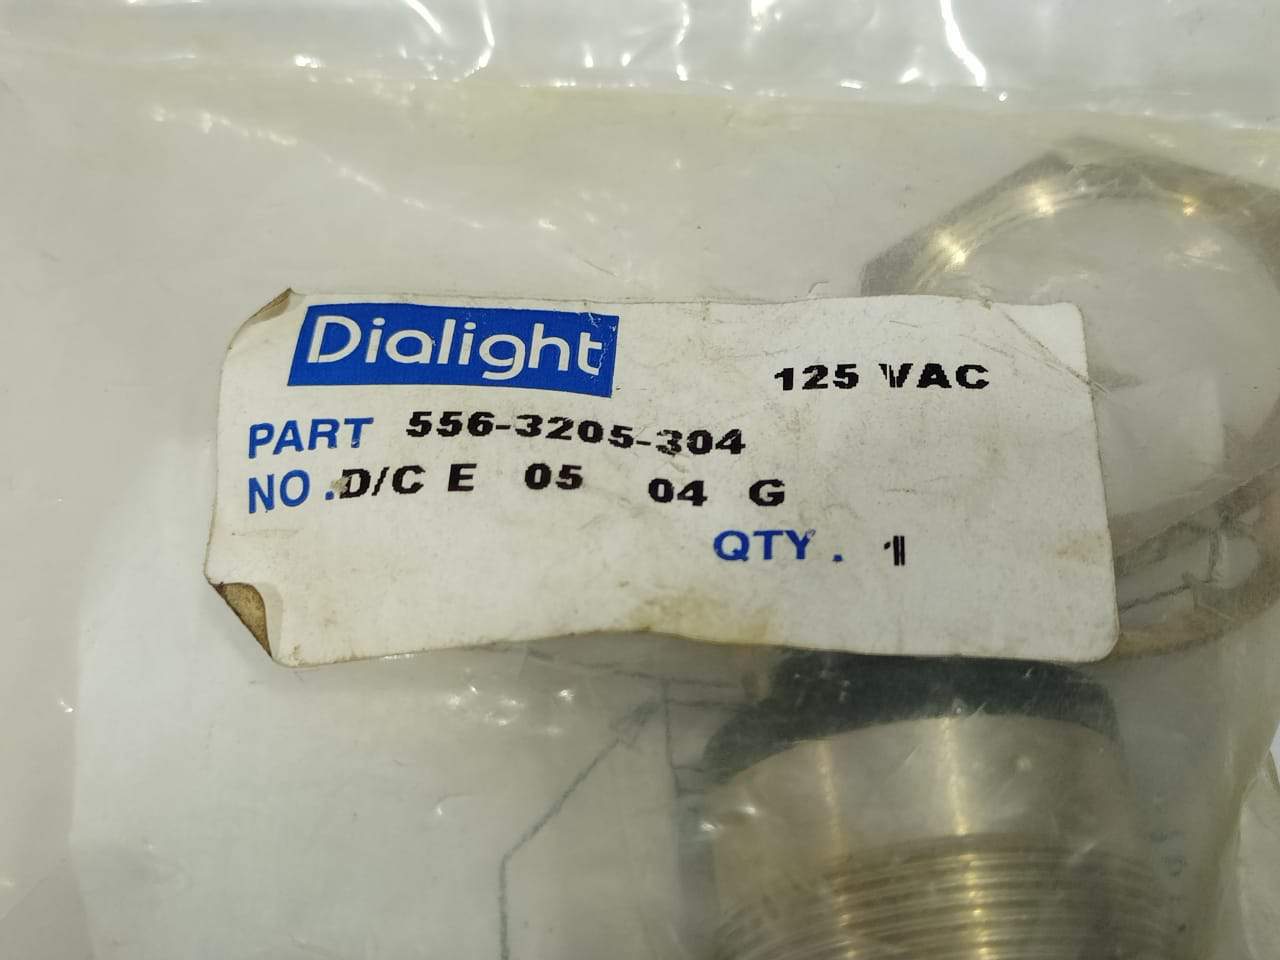 Dialight
125 VAC
PART 556-3205-304
NO. D/C E 05 04 G
QTY. 1